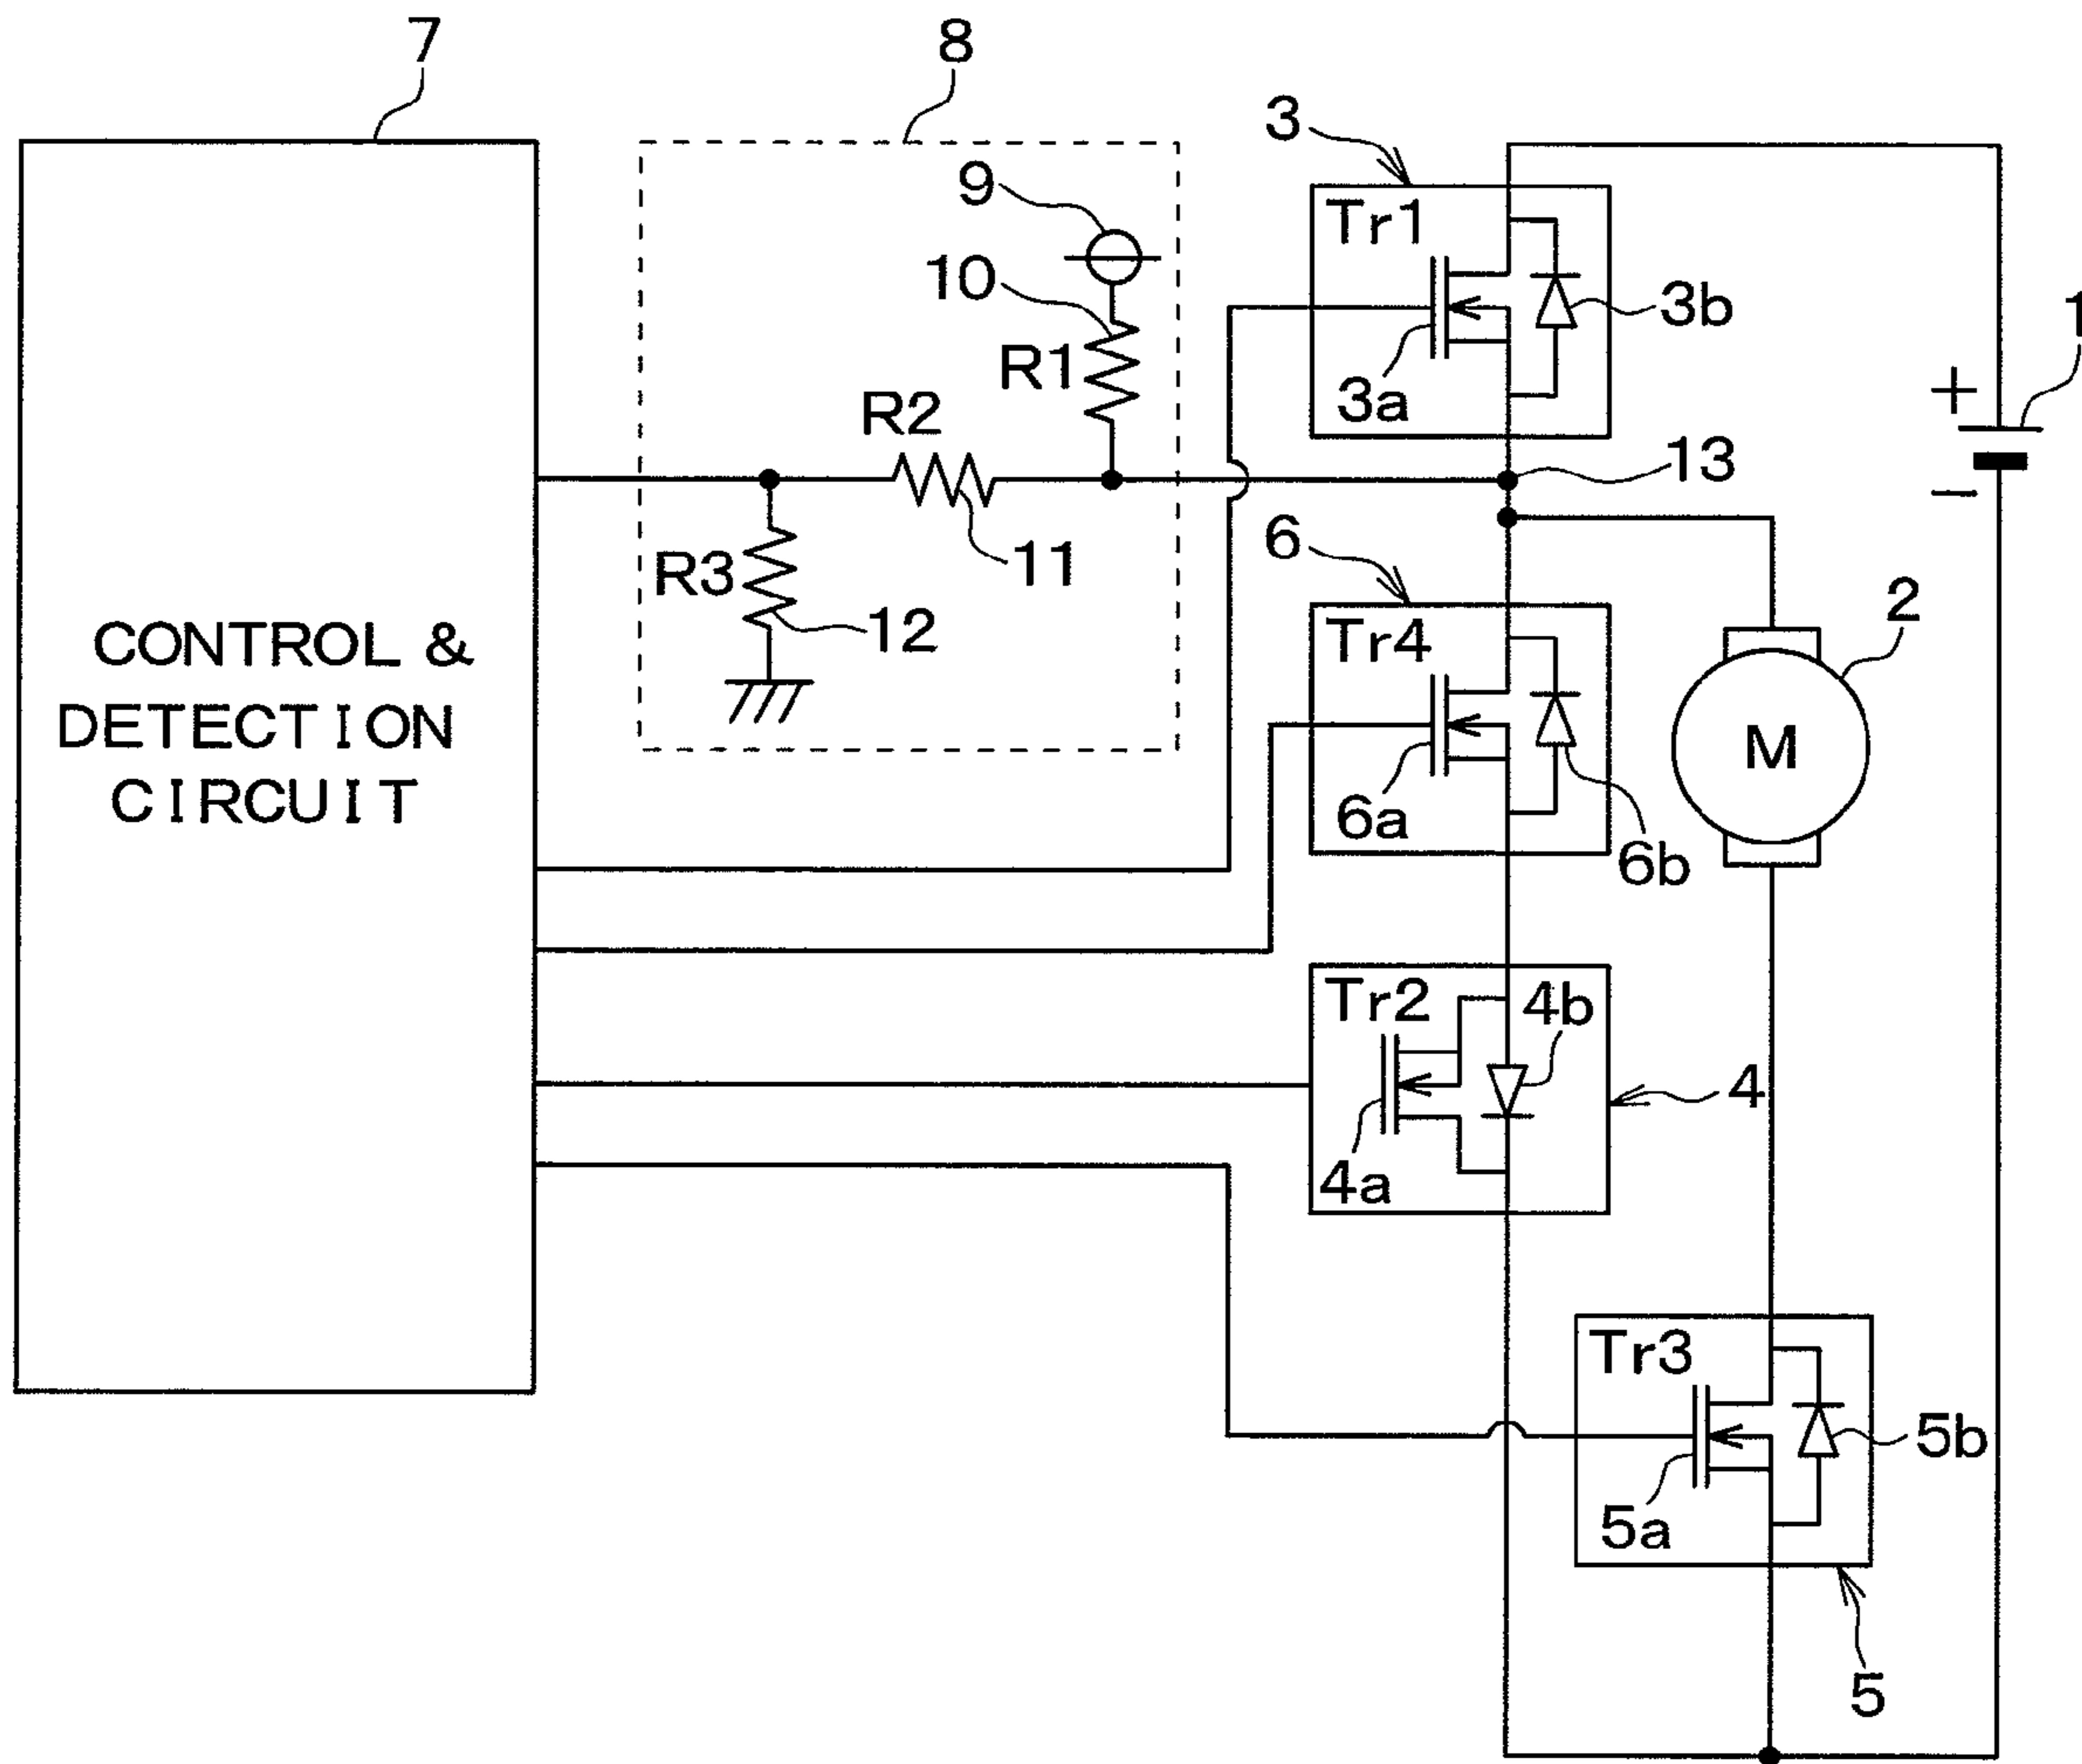 7
8
3
9
Tr1
10
3b
1
R1
3a
+
R2
13
−
6
11
R3
Tr4
2
12
CONTROL &
DETECTION
CIRCUIT
M
6a
6b
Tr2
4b
4
4a
Tr3
5b
5a
5